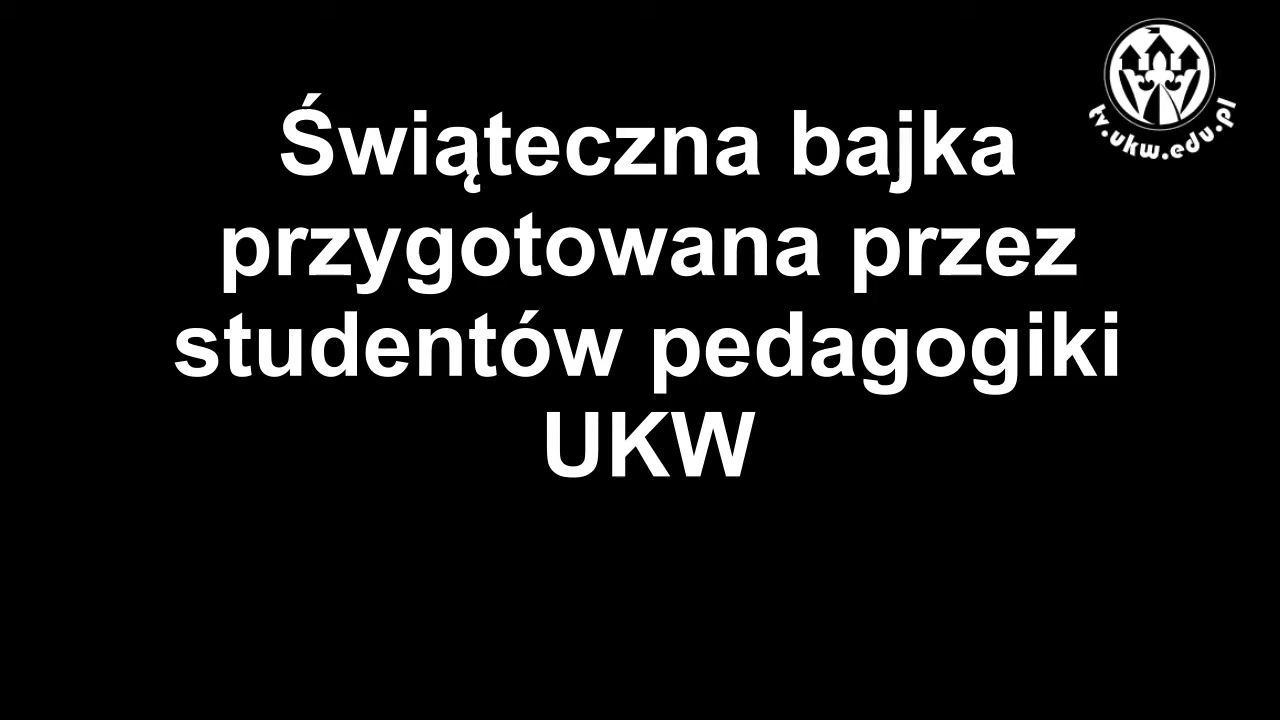 tv.ukw.edu.pl
Świąteczna bajka
przygotowana przez
studentów pedagogiki
UKW